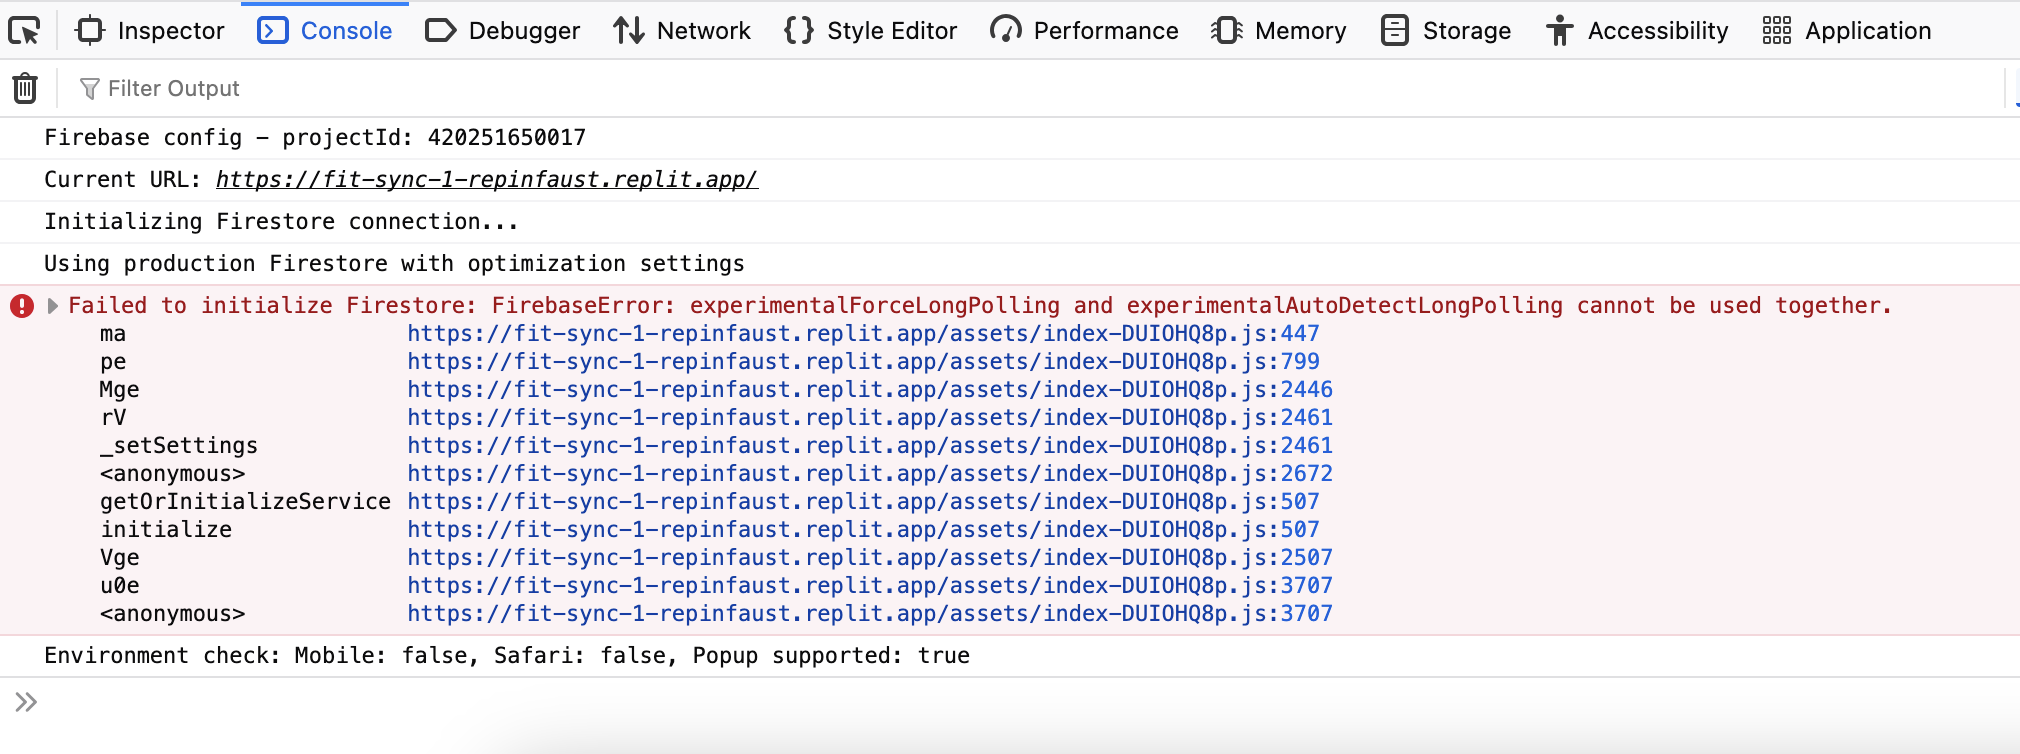 Inspector Console Debugger Network Style Editor Performance Memory Storage Accessibility Application
Filter Output
Firebase config – projectId: 420251650017
Current URL: https://fit-sync-1-repinfaust.replit.app/
Initializing Firestore connection...
Using production Firestore with optimization settings
Failed to initialize Firestore: FirebaseError: experimentalForceLongPolling and experimentalAutoDetectLongPolling cannot be used together.
ma https://fit-sync-1-repinfaust.replit.app/assets/index-DUIOHQ8p.js:447
pe https://fit-sync-1-repinfaust.replit.app/assets/index-DUIOHQ8p.js:799
Mge https://fit-sync-1-repinfaust.replit.app/assets/index-DUIOHQ8p.js:2446
rV https://fit-sync-1-repinfaust.replit.app/assets/index-DUIOHQ8p.js:2461
_setSettings https://fit-sync-1-repinfaust.replit.app/assets/index-DUIOHQ8p.js:2461
<anonymous> https://fit-sync-1-repinfaust.replit.app/assets/index-DUIOHQ8p.js:2672
getOrInitializeService https://fit-sync-1-repinfaust.replit.app/assets/index-DUIOHQ8p.js:507
initialize https://fit-sync-1-repinfaust.replit.app/assets/index-DUIOHQ8p.js:507
Vge https://fit-sync-1-repinfaust.replit.app/assets/index-DUIOHQ8p.js:2507
u0e https://fit-sync-1-repinfaust.replit.app/assets/index-DUIOHQ8p.js:3707
<anonymous> https://fit-sync-1-repinfaust.replit.app/assets/index-DUIOHQ8p.js:3707
Environment check: Mobile: false, Safari: false, Popup supported: true